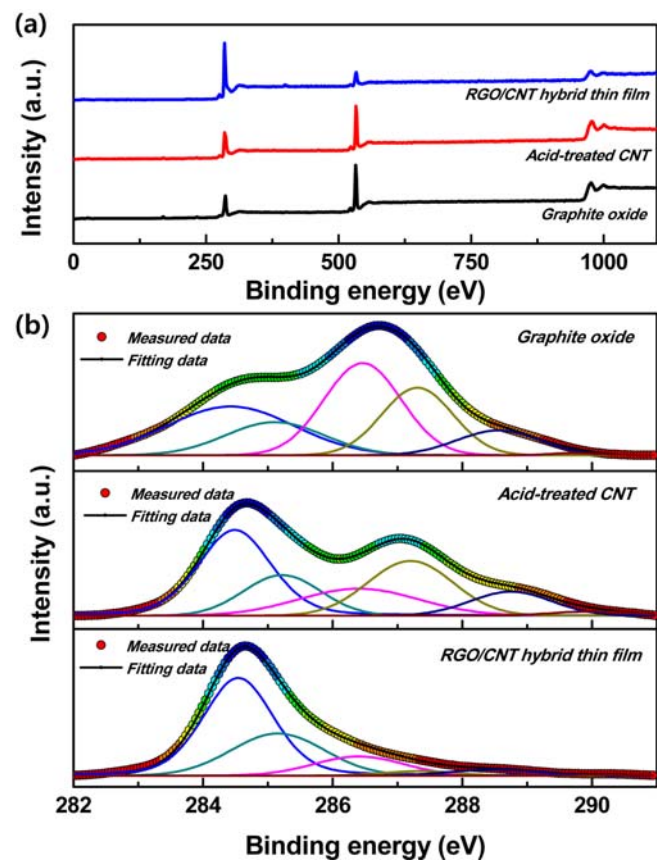 (a)
Intensity (a.u.)
RGO/CNT hybrid thin film
Acid-treated CNT
Graphite oxide
0 250 500 750 1000
Binding energy (eV)
(b)
Intensity (a.u.)
Measured data Graphite oxide
Fitting data
Measured data Acid-treated CNT
Fitting data
Measured data RGO/CNT hybrid thin film
Fitting data
282 284 286 288 290
Binding energy (eV)